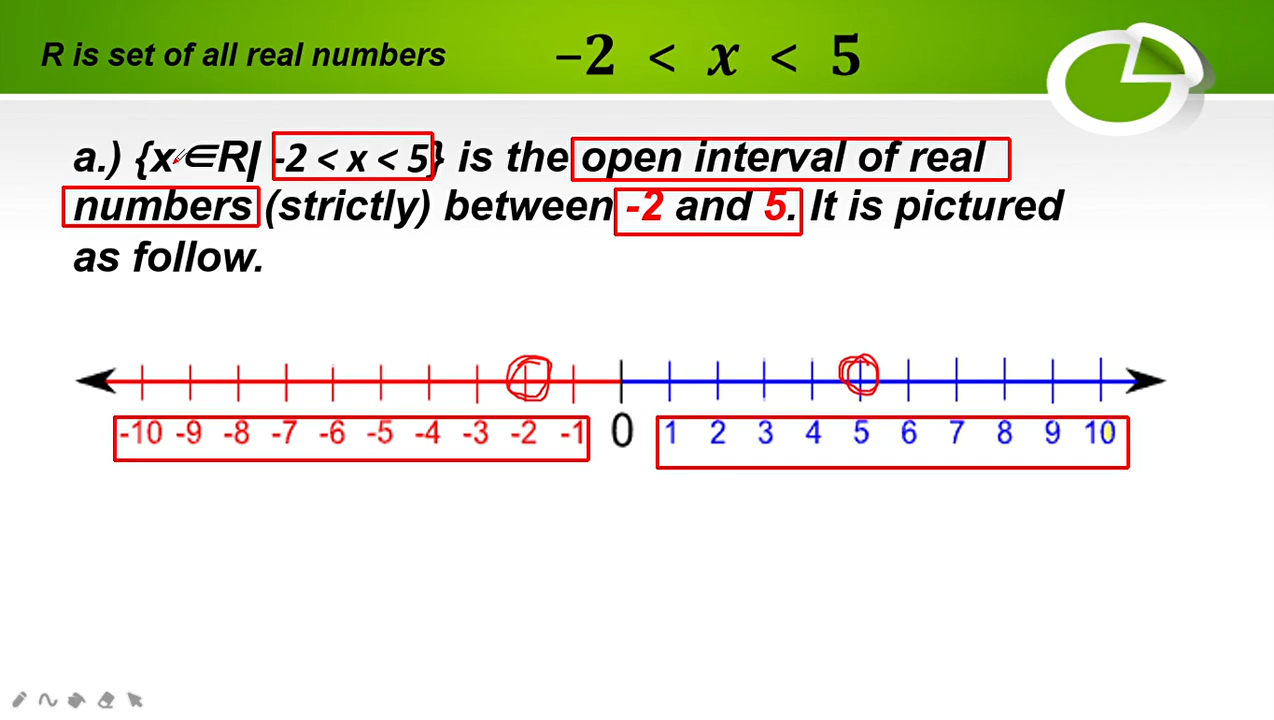 R is set of all real numbers
−2 < x < 5
a.) {x∈R| -2 < x < 5} is the open interval of real
numbers (strictly) between -2 and 5. It is pictured
as follow.
-10 -9 -8 -7 -6 -5 -4 -3 -2 -1 0 1 2 3 4 5 6 7 8 9 10